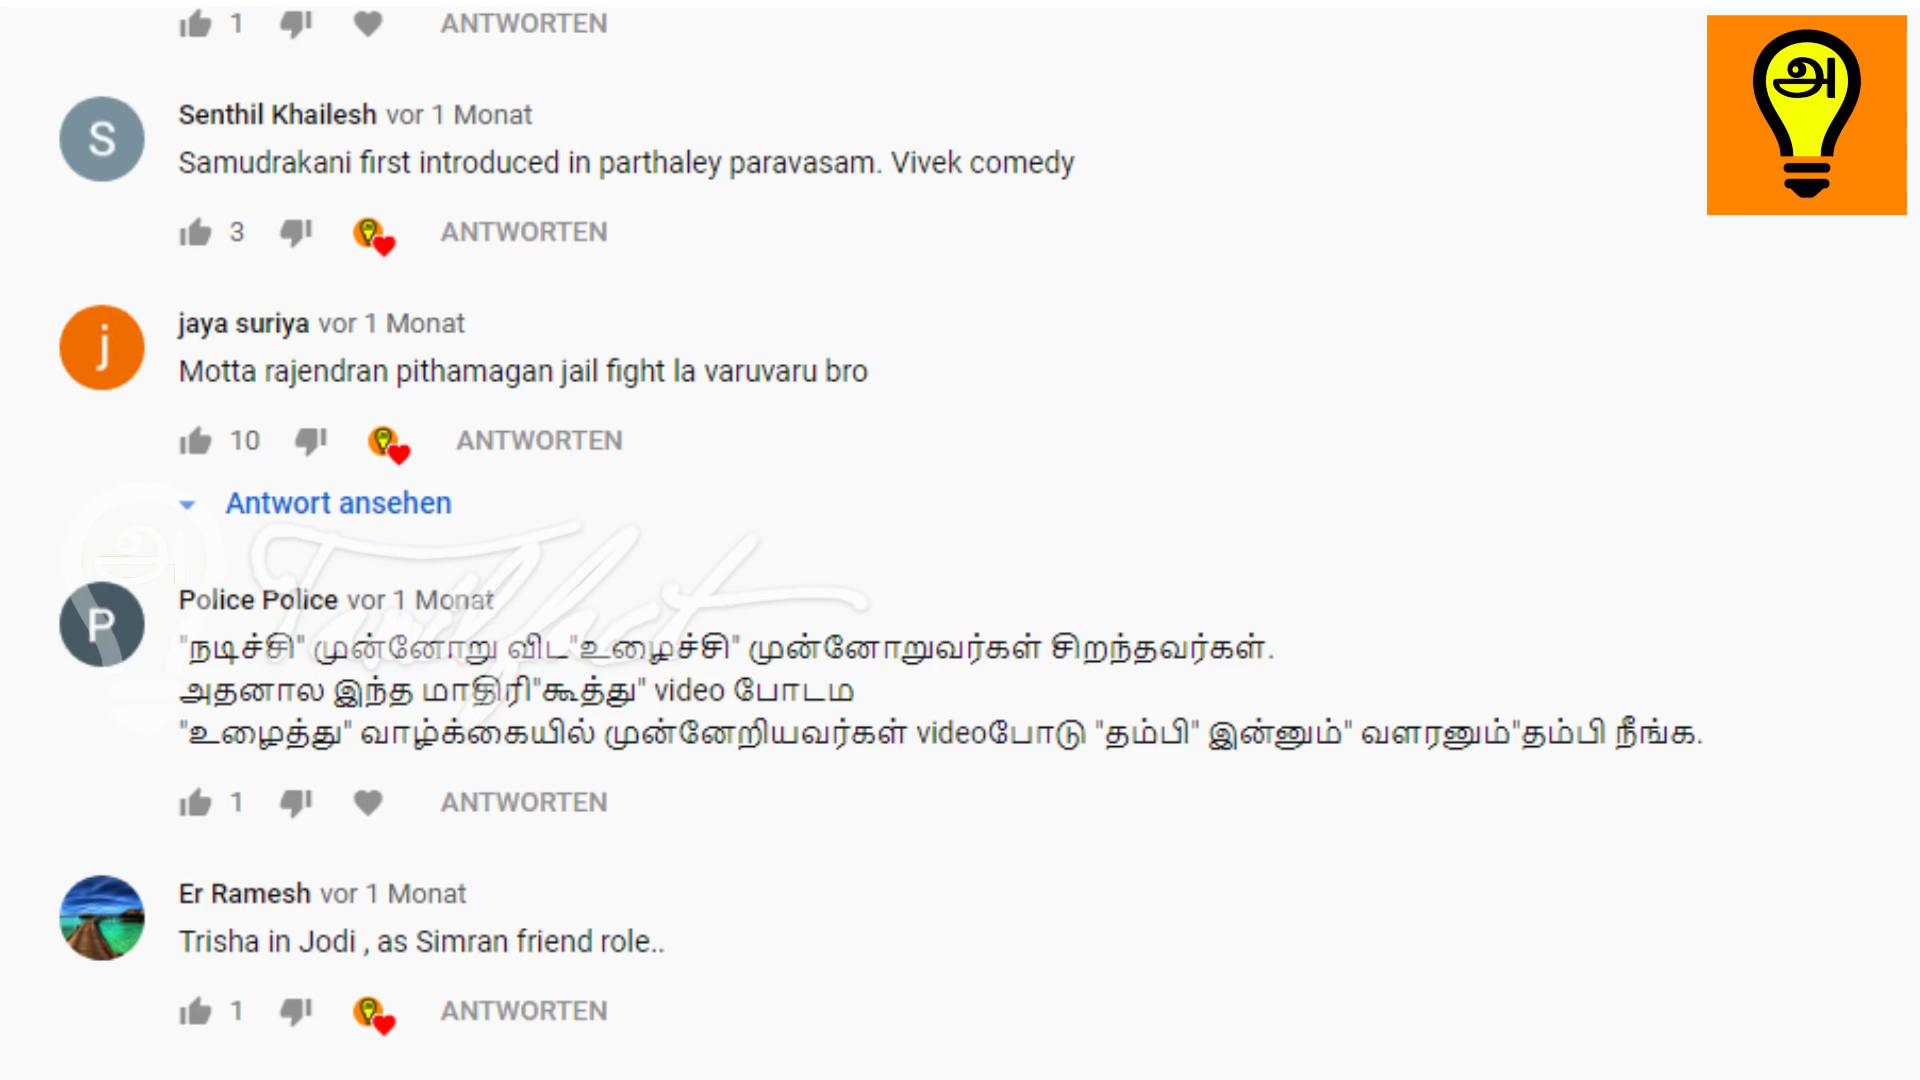 1 ANTWORTEN
அ
Senthil Khailesh vor 1 Monat
Samudrakani first introduced in parthaley paravasam. Vivek comedy
3 ANTWORTEN
jaya suriya vor 1 Monat
Motta rajendran pithamagan jail fight la varuvaru bro
10 ANTWORTEN
Antwort ansehen
அ Tamilfact
Police Police vor 1 Monat
"நடிச்சி" முன்னோறு விட"உழைச்சி" முன்னோறுவர்கள் சிறந்தவர்கள்.
அதனால இந்த மாதிரி"கூத்து" video போடம
"உழைத்து" வாழ்க்கையில் முன்னேறியவர்கள் videoபோடு "தம்பி" இன்னும்" வளரனும்"தம்பி நீங்க.
1 ANTWORTEN
Er Ramesh vor 1 Monat
Trisha in Jodi , as Simran friend role..
1 ANTWORTEN